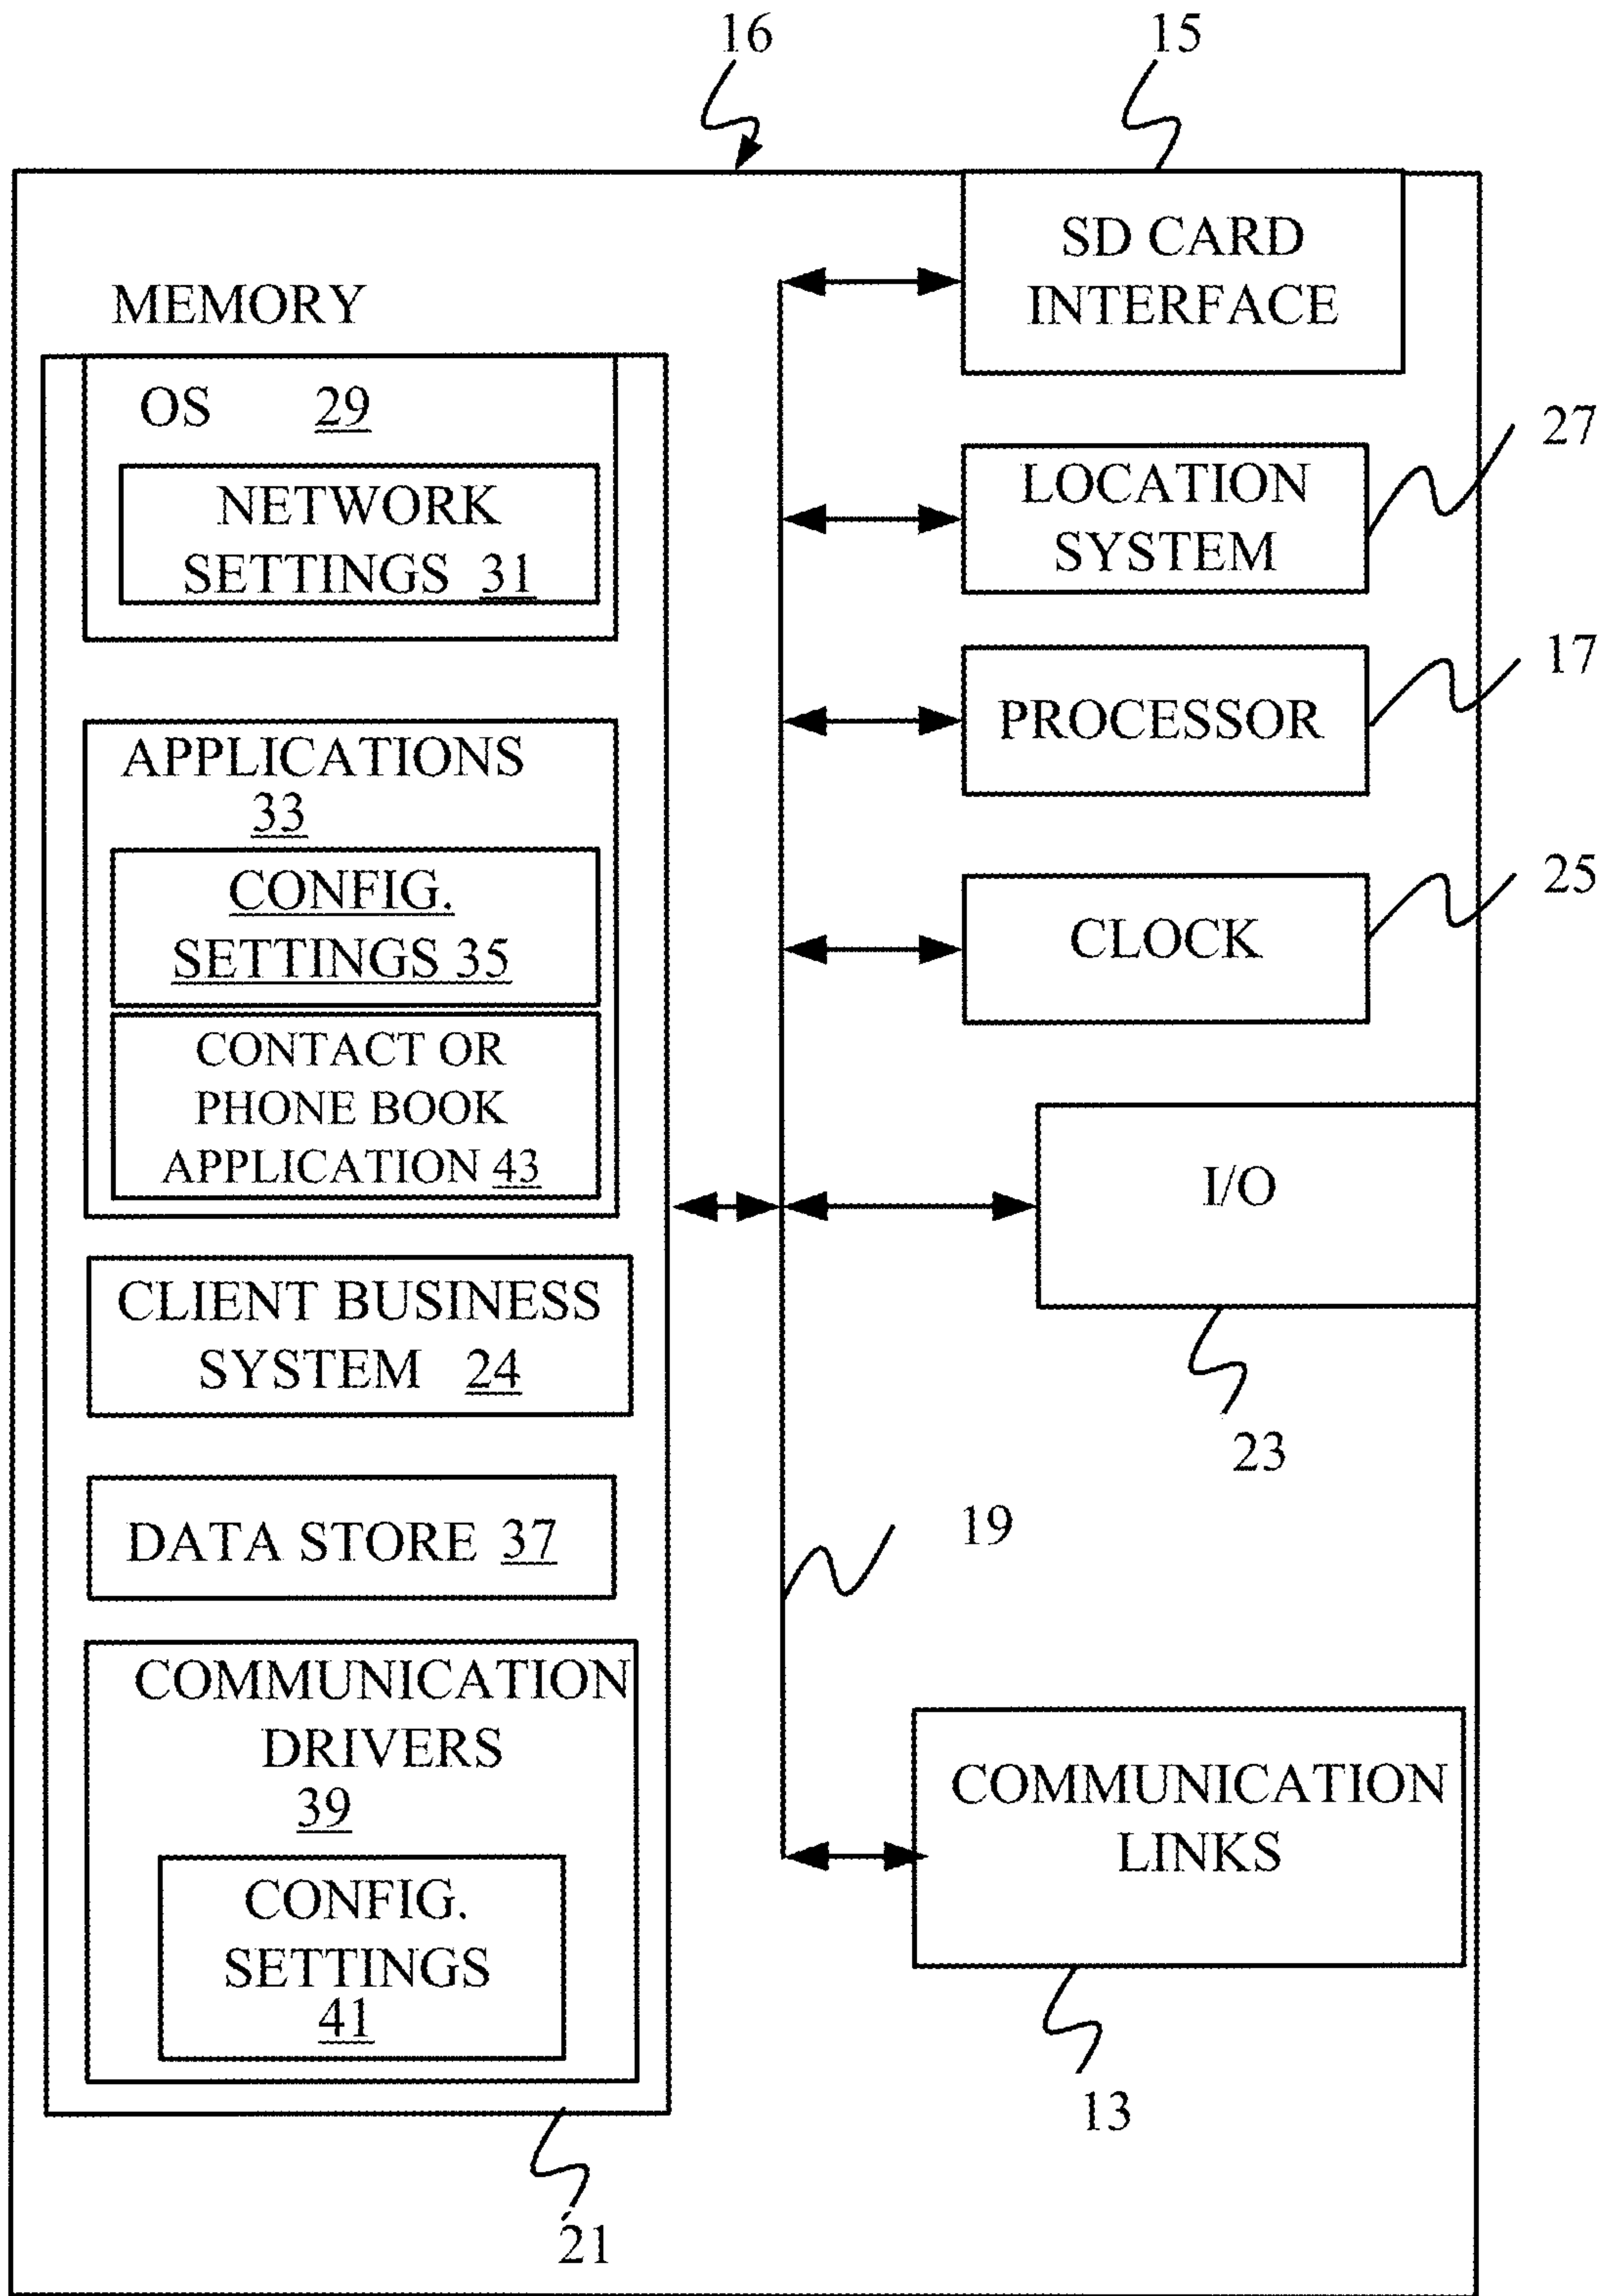 16
15
SD CARD
INTERFACE
MEMORY
OS 29
NETWORK
SETTINGS 31
27
LOCATION
SYSTEM
17
PROCESSOR
APPLICATIONS
33
CONFIG.
SETTINGS 35
25
CLOCK
CONTACT OR
PHONE BOOK
APPLICATION 43
I/O
CLIENT BUSINESS
SYSTEM 24
23
DATA STORE 37
19
COMMUNICATION
DRIVERS
39
CONFIG.
SETTINGS
41
COMMUNICATION
LINKS
13
21